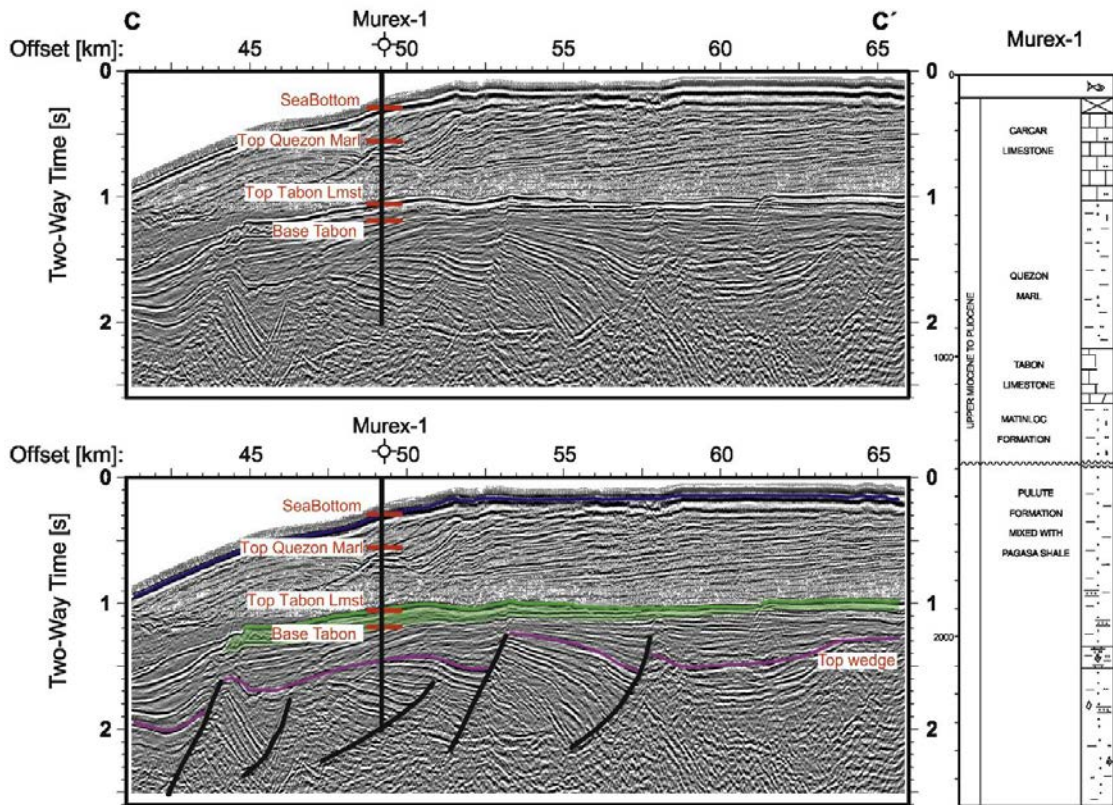 C Murex-1 C´
Offset [km]: 45 50 55 60 65
0 0
SeaBottom
Top Quezon Marl
Two-Way Time [s]
Top Tabon Lmst
1 1
Base Tabon
2 2
Murex-1
Offset [km]: 45 50 55 60 65
0 0
SeaBottom
Top Quezon Marl
Two-Way Time [s]
Top Tabon Lmst
1 1
Base Tabon
Top wedge
2 2
Murex-1
0
CARCAR
LIMESTONE
QUEZON
MARL
UPPER MIOCENE TO PLIOCENE
1000
TABON
LIMESTONE
MATINLOC
FORMATION
PULUTE
FORMATION
MIXED WITH
PAGASA SHALE
2000